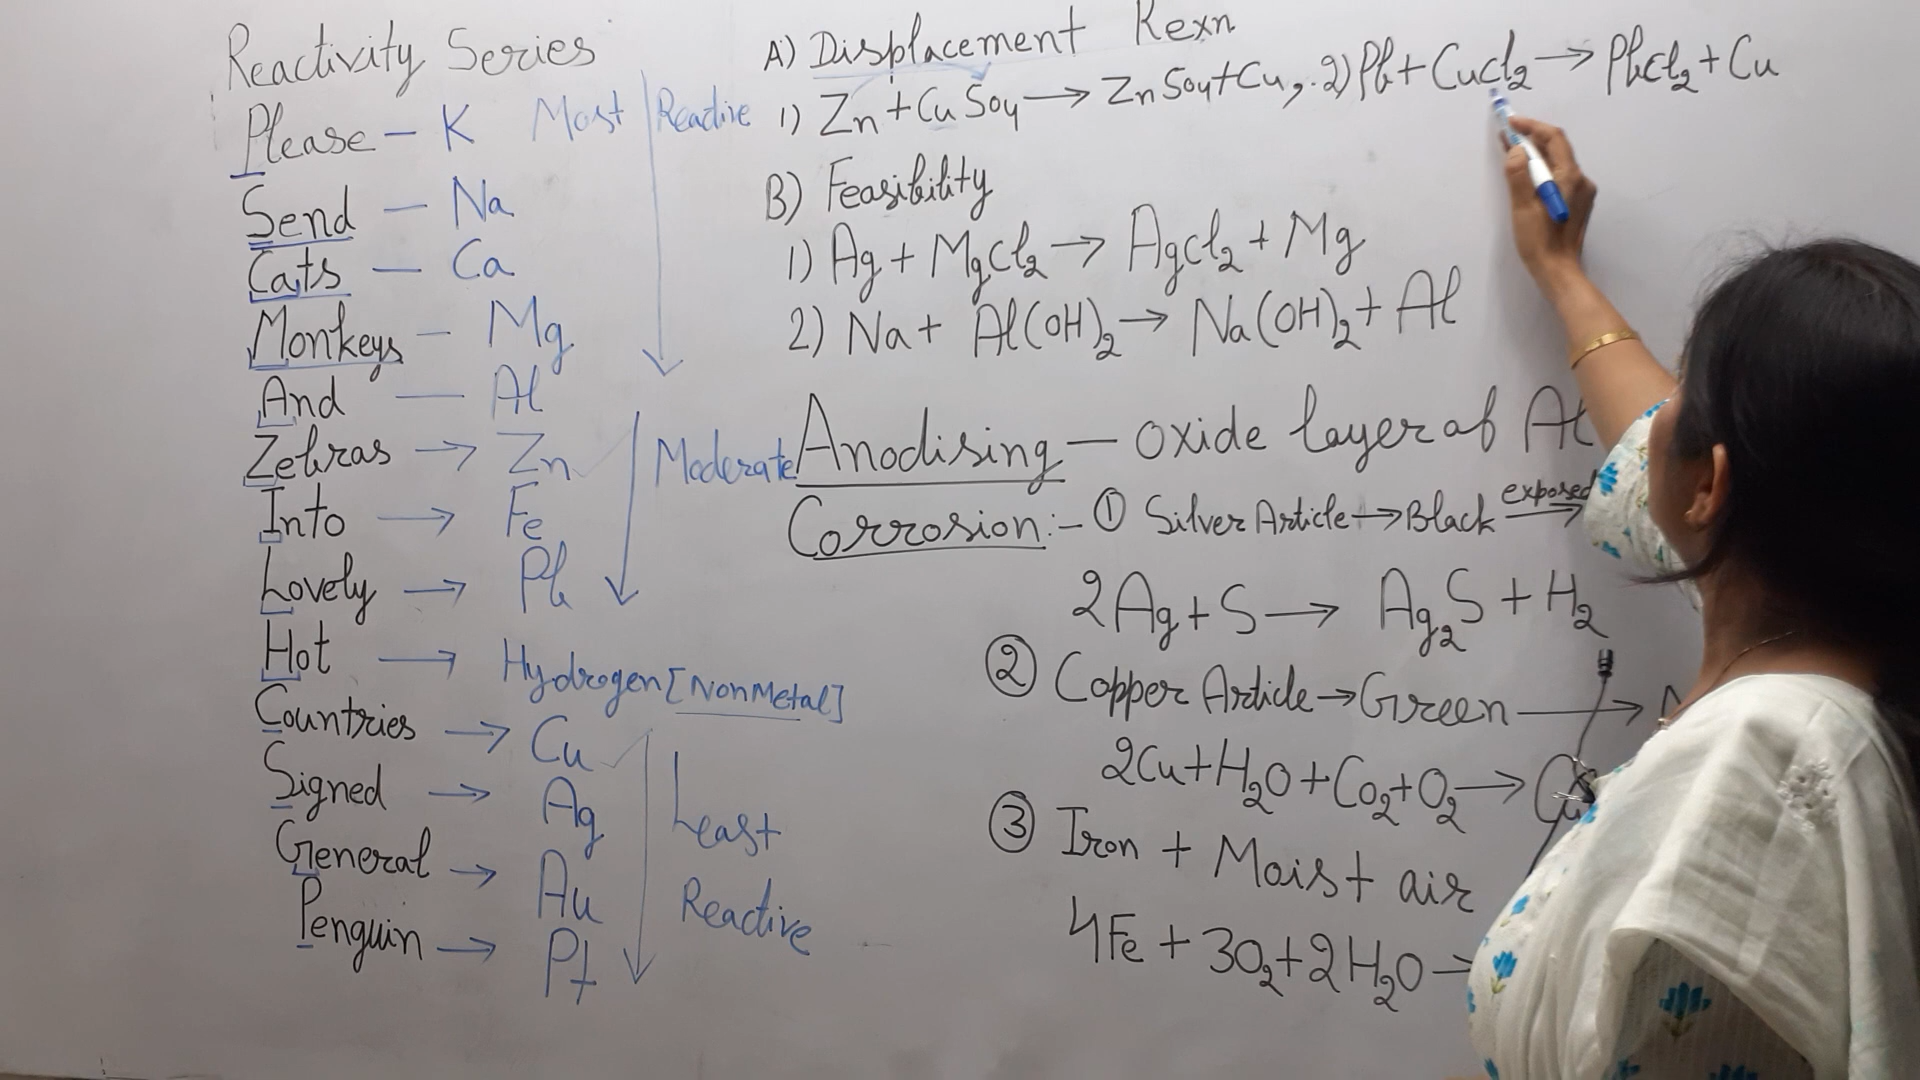 Reactivity Series
Please – K Most Reactive
Send – Na
Cats – Ca
Monkeys – Mg
And – Al
Zebras → Zn Moderate
Into → Fe
Lovely → Pb
Hot → Hydrogen [NonMetal]
Countries → Cu
Signed → Ag Least
General → Au Reactive
Penguin → Pt
A) Displacement Rexn
1) Zn + CuSo4 → ZnSo4 + Cu, 2) Pb + CuCl2 → PbCl2 + Cu
B) Feasibility
1) Ag + MgCl2 → AgCl2 + Mg
2) Na + Al(OH)2 → Na(OH)2 + Al
Anodising – oxide layer of Al
Corrosion:- ① Silver Article → Black exposed →
2Ag + S → Ag2S + H2
② Copper Article → Green →
2Cu + H2O + Co2 + O2 →
③ Iron + Moist air
4Fe + 3O2 + 2H2O →